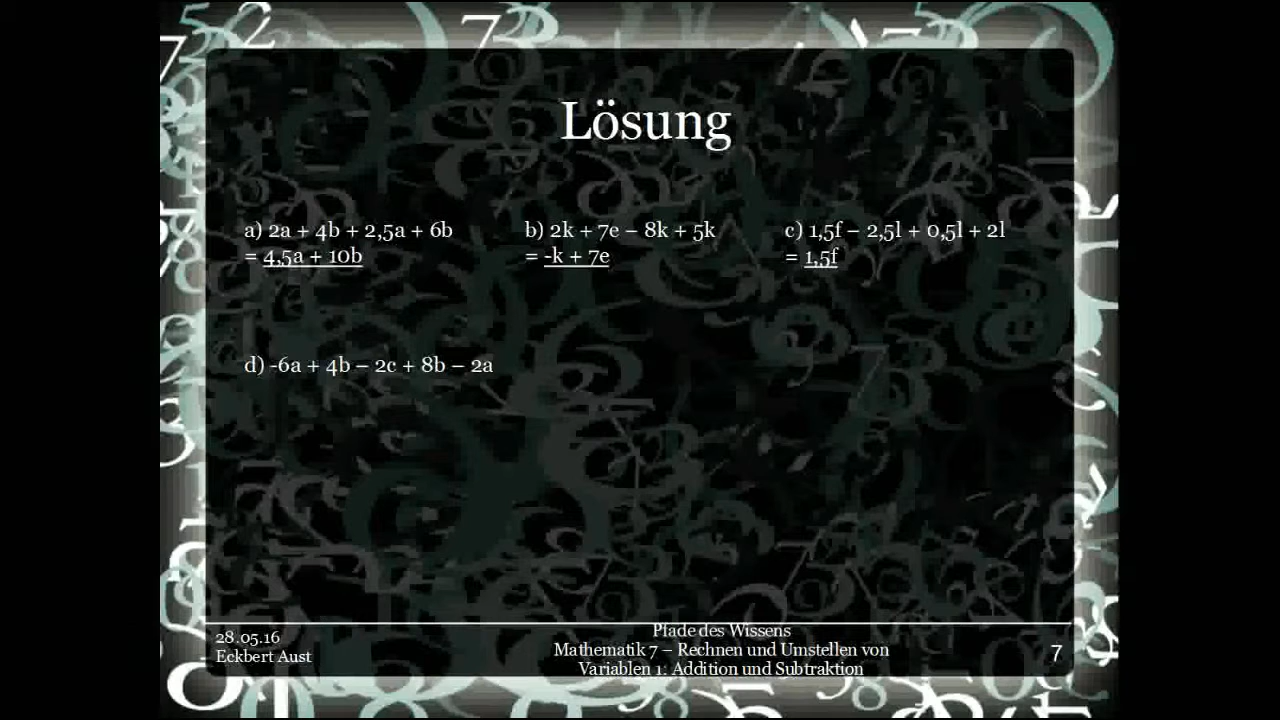 Lösung
a) 2a + 4b + 2,5a + 6b
= 4,5a + 10b
b) 2k + 7e – 8k + 5k
= -k + 7e
c) 1,5f – 2,5l + 0,5l + 2l
= 1,5f
d) -6a + 4b – 2c + 8b – 2a
28.05.16
Eckbert Aust
Pfade des Wissens
Mathematik 7 – Rechnen und Umstellen von
Variablen 1: Addition und Subtraktion
7